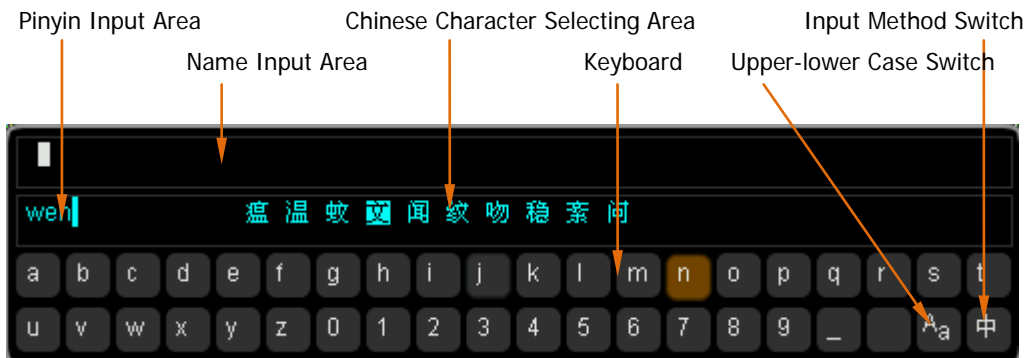 Pinyin Input Area Chinese Character Selecting Area Input Method Switch
Name Input Area Keyboard Upper-lower Case Switch
wen 瘟 温 蚊 文 闻 纹 吻 稳 紊 问
a b c d e f g h i j k l m n o p q r s t
u v w x y z 0 1 2 3 4 5 6 7 8 9 _ Aa 中